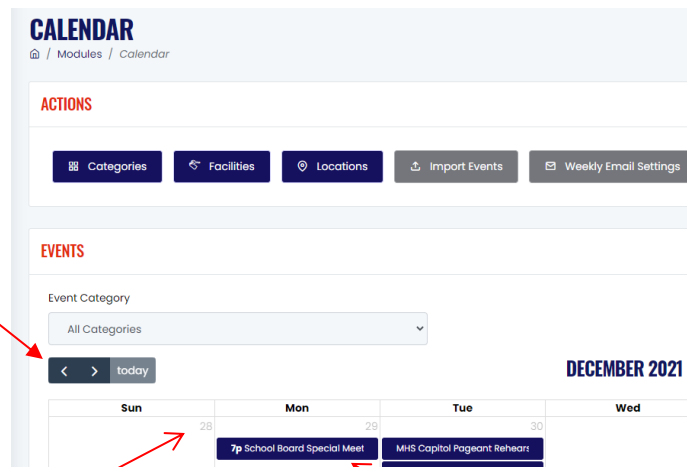 CALENDAR
/ Modules / Calendar
ACTIONS
Categories Facilities Locations Import Events Weekly Email Settings
EVENTS
Event Category
All Categories
< > today DECEMBER 2021
Sun Mon Tue Wed
28 29 30
7p School Board Special Meet MHS Capitol Pageant Rehears